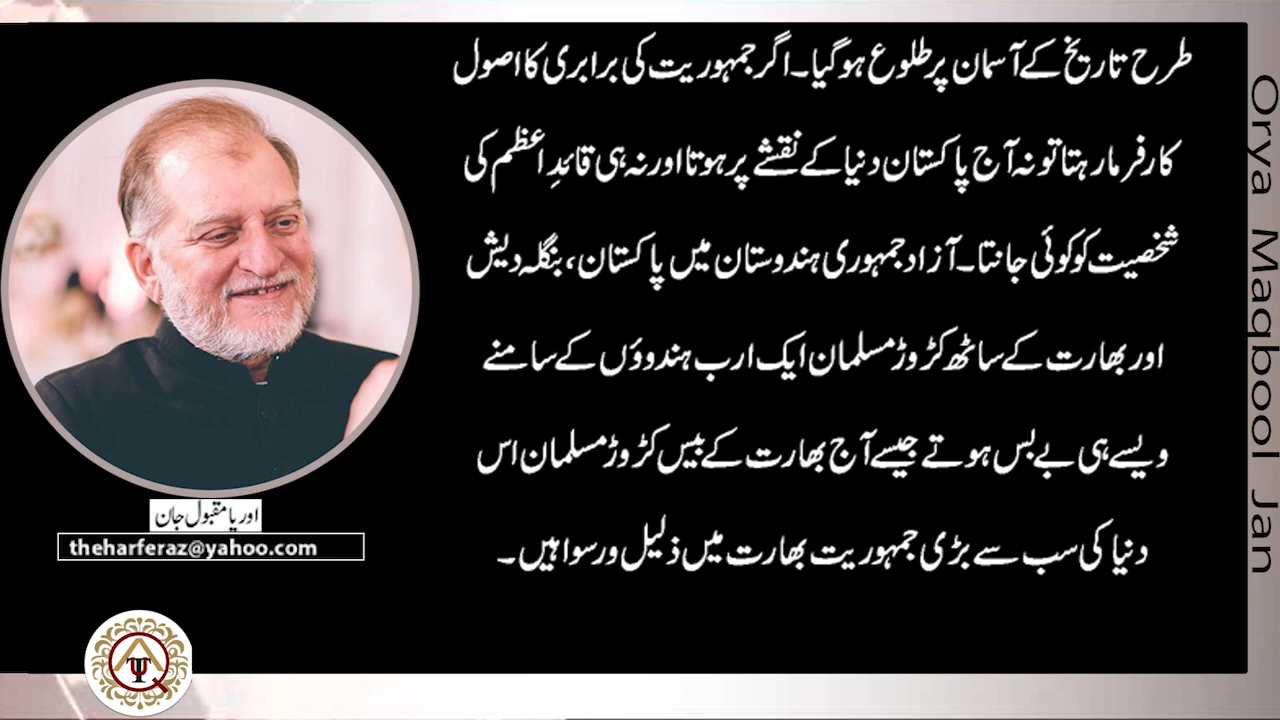 طرح تاریخ کے آسمان پر طلوع ہوگیا۔ اگر جمہوریت کی برابری کا اصول
کارفرما رہتا تو نہ آج پاکستان دنیا کے نقشے پر ہوتا اور نہ ہی قائدِ اعظم کی
شخصیت کو کوئی جانتا۔ آزاد جمہوری ہندوستان میں پاکستان، بنگلہ دیش
اور بھارت کے ساٹھ کروڑ مسلمان ایک ارب ہندوؤں کے سامنے
ویسے ہی بے بس ہوتے جیسے آج بھارت کے بیس کروڑ مسلمان اس
دنیا کی سب سے بڑی جمہوریت بھارت میں ذلیل و رسوا ہیں۔
اوریا مقبول جان
theharferaz@yahoo.com
Orya Maqbool Jan